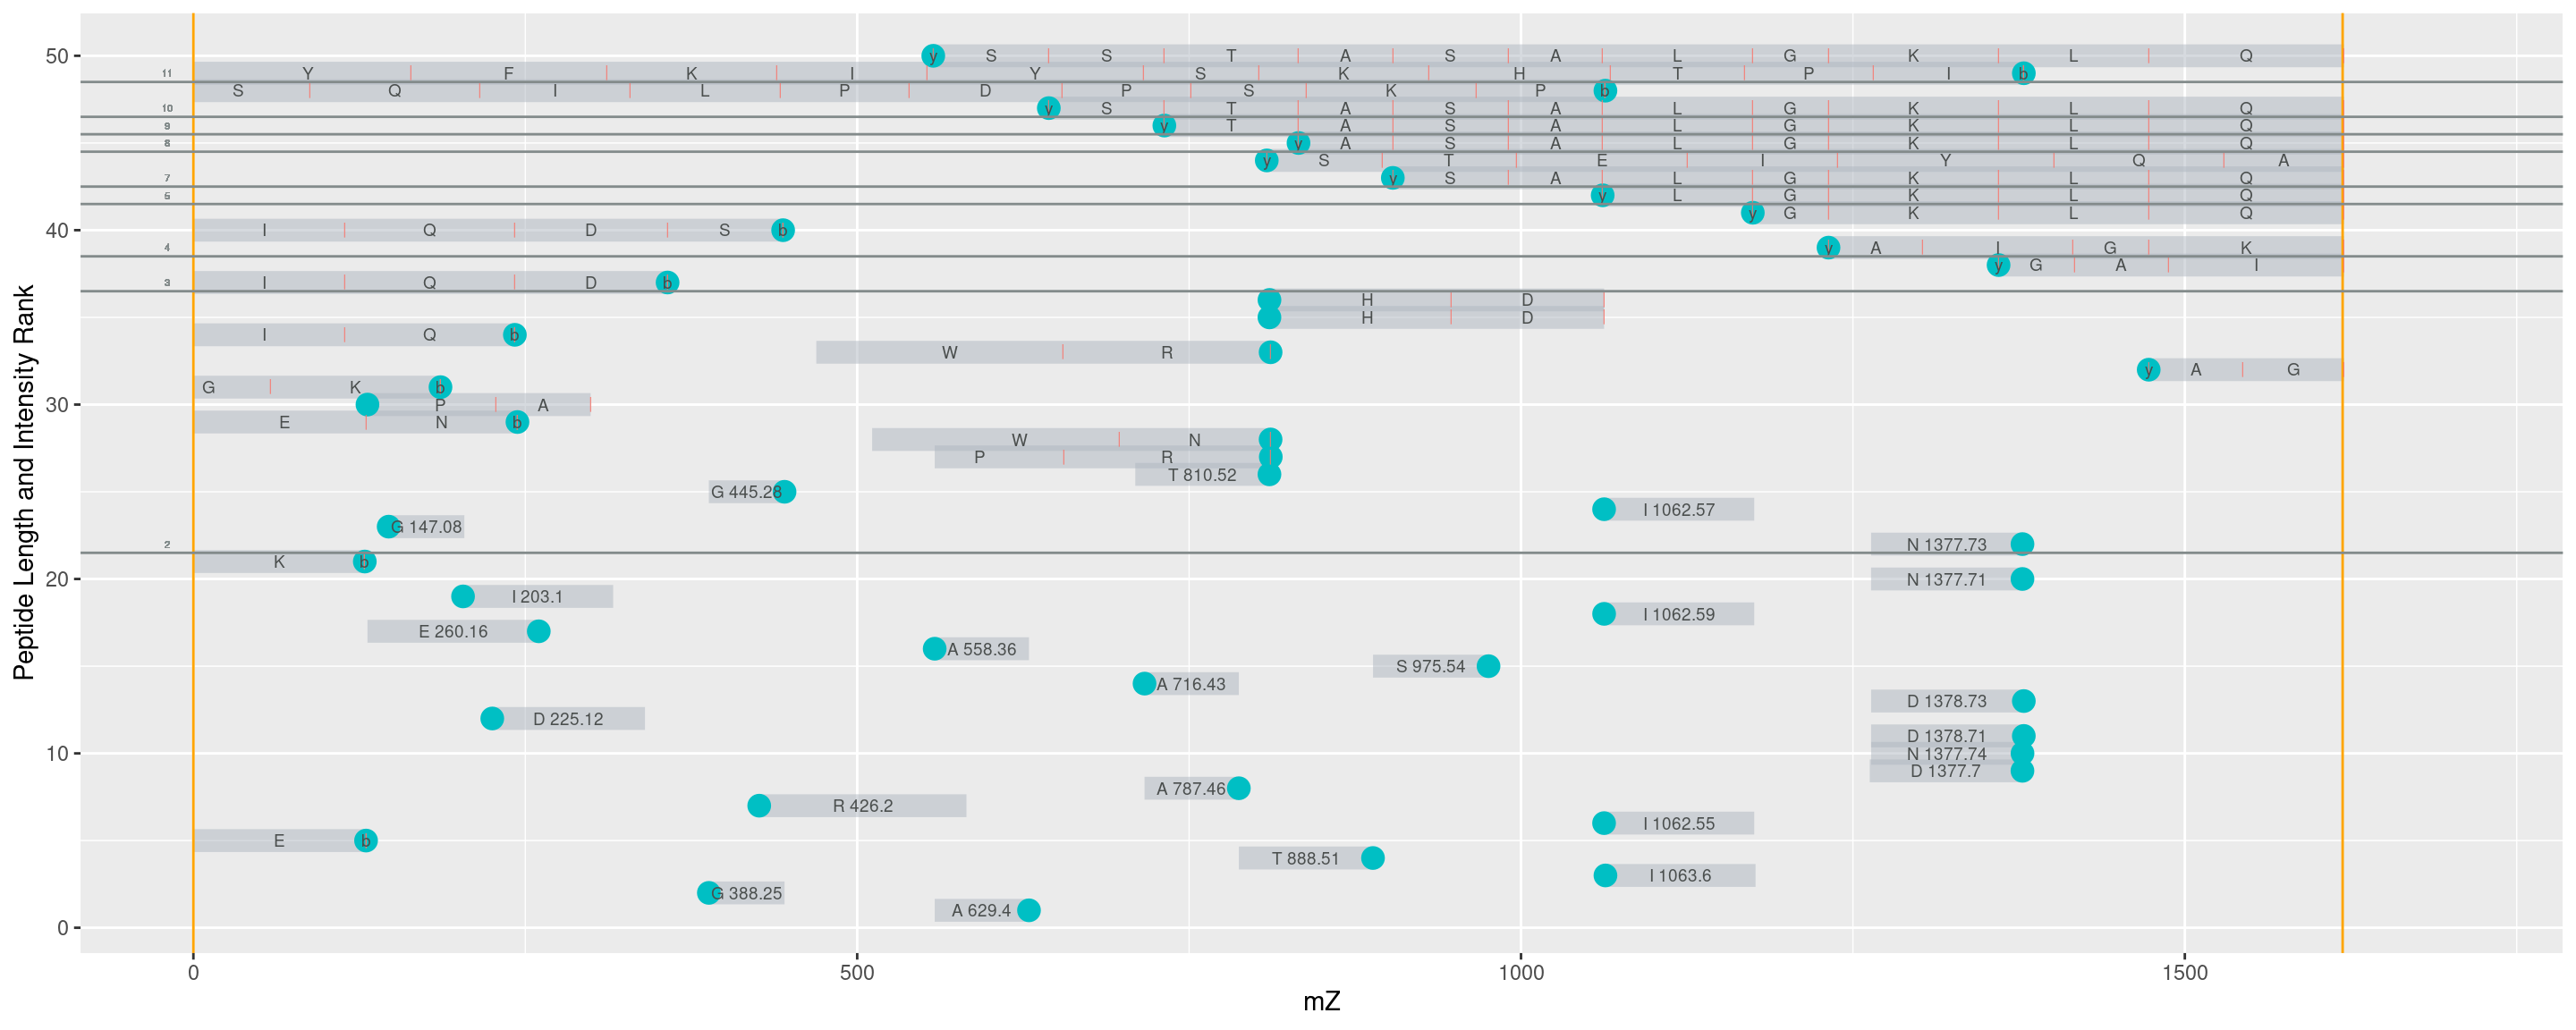 50
y S S T A S A L G K L Q
11
Y F K I Y S K H T P I b
S Q I L P D P S K P b
10
y S T A S A L G K L Q
9
y T A S A L G K L Q
8
y A S A L G K L Q
y S T E I Y Q A
7
y S A L G K L Q
y L G K L Q
y G K L Q
40
I Q D S b
4
y A I G K
y G A I
3
I Q D b
H D
H D
I Q b
W R
y A G
G K b
30
P A
E N b
W N
P R
T 810.52
G 445.28
I 1062.57
G 147.08
2
N 1377.73
K b
20
N 1377.71
I 203.1
I 1062.59
E 260.16
A 558.36
S 975.54
A 716.43
D 1378.73
D 225.12
D 1378.71
10
N 1377.74
D 1377.7
A 787.46
R 426.2
I 1062.55
E b
T 888.51
I 1063.6
G 388.25
A 629.4
0
0 500 1000 1500
mZ
Peptide Length and Intensity Rank